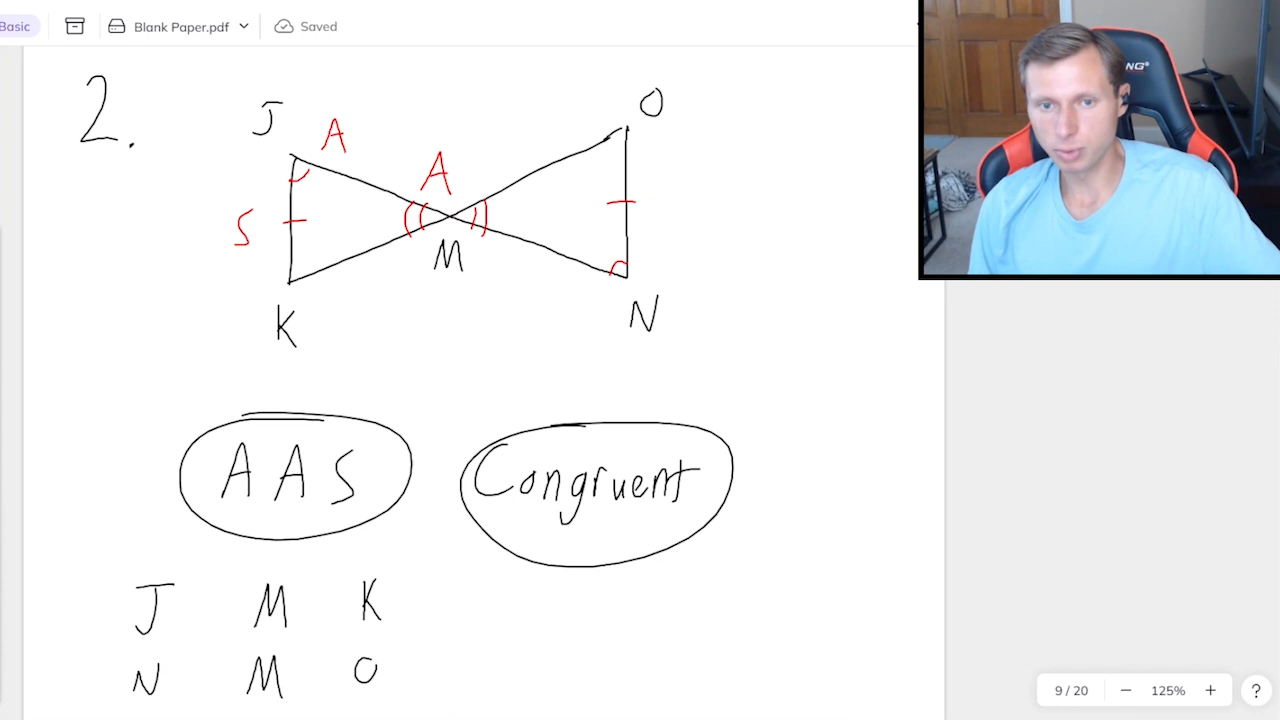 Basic Blank Paper.pdf Saved
2.
J A A O
S M
K N
AAS Congruent
J M K
N M O
9 / 20 − 125% + ?